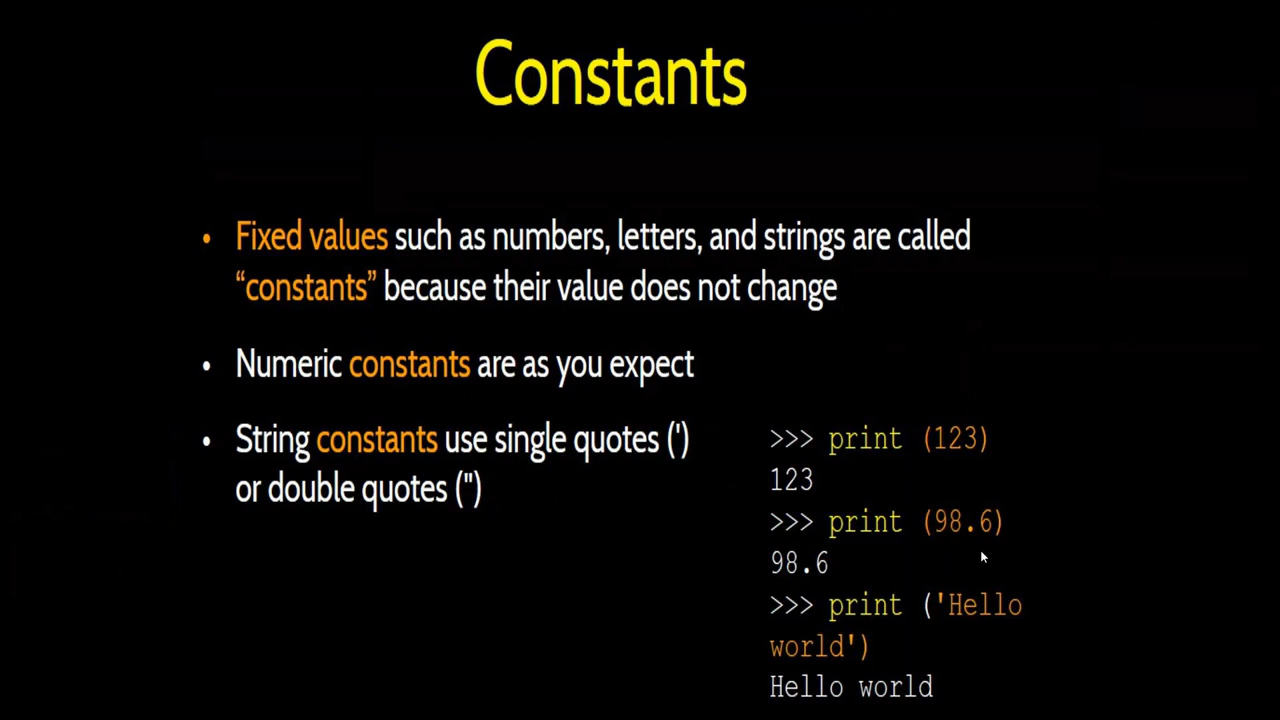 Constants
• Fixed values such as numbers, letters, and strings are called
“constants” because their value does not change
• Numeric constants are as you expect
• String constants use single quotes (')
or double quotes (")
>>> print (123)
123
>>> print (98.6)
98.6
>>> print ('Hello
world')
Hello world